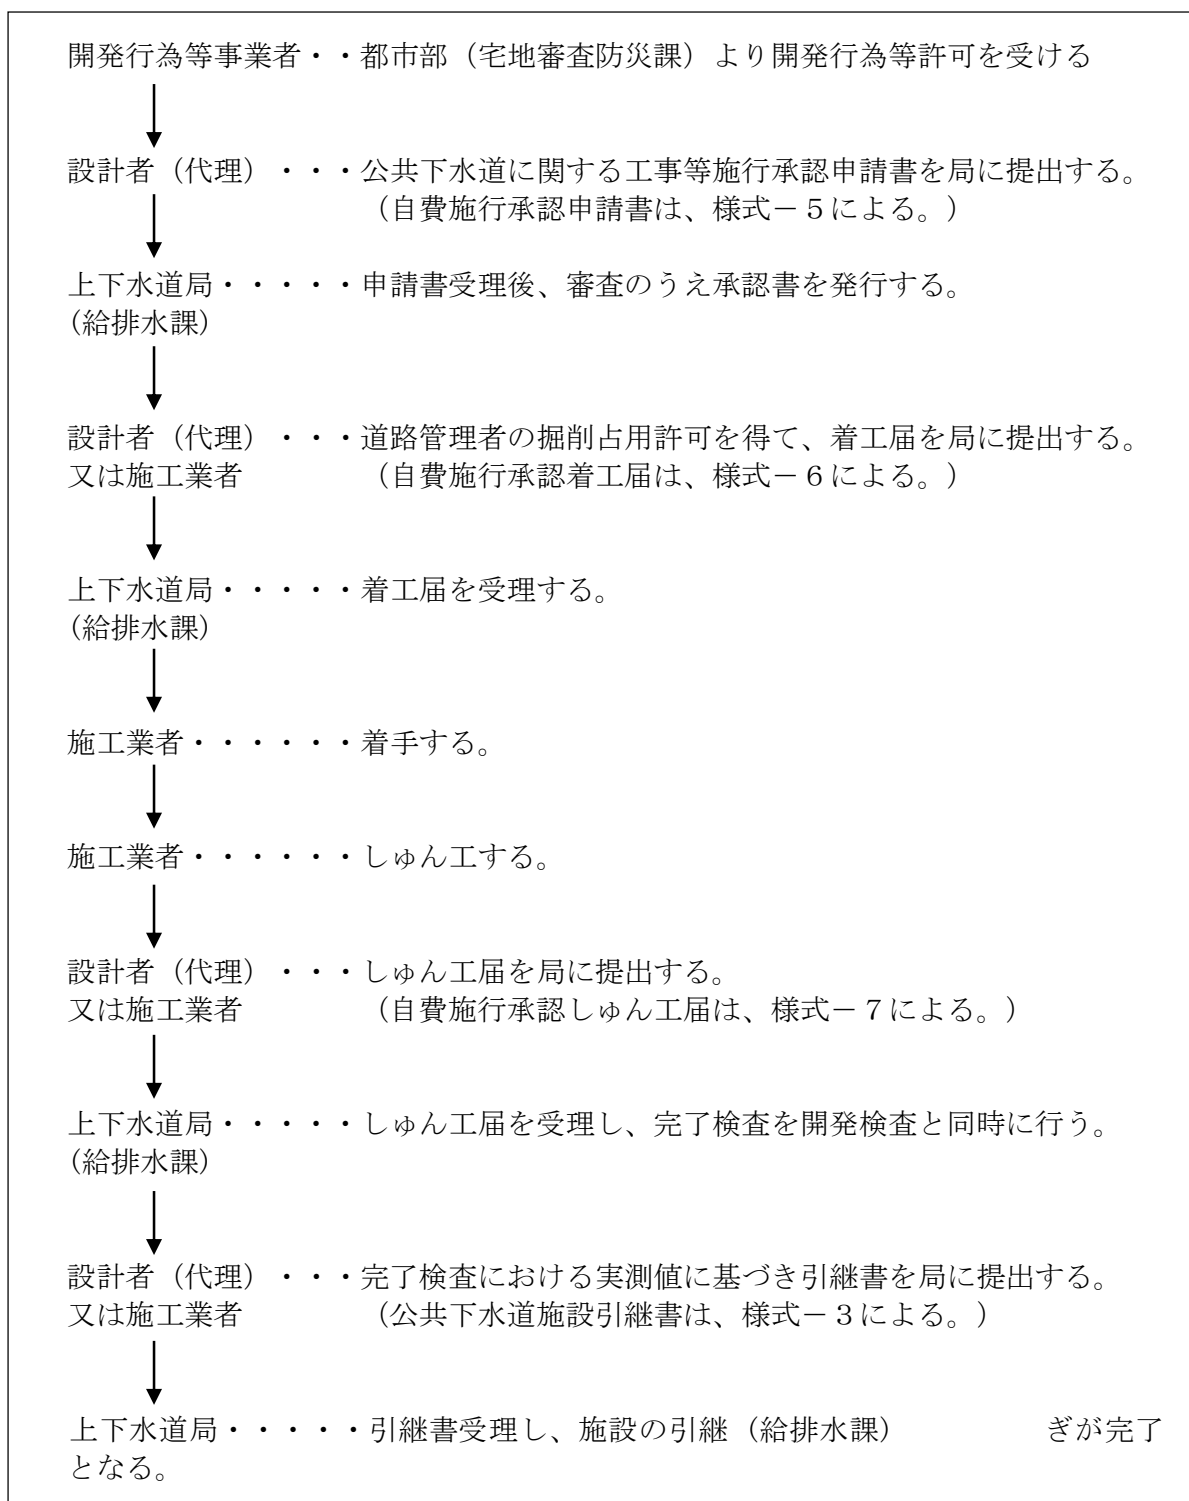 開発行為等事業者・・都市部（宅地審査防災課）より開発行為等許可を受ける
設計者（代理）・・・公共下水道に関する工事等施行承認申請書を局に提出する。
（自費施行承認申請書は、様式－５による。）
上下水道局・・・・・申請書受理後、審査のうえ承認書を発行する。
(給排水課)
設計者（代理）・・・道路管理者の掘削占用許可を得て、着工届を局に提出する。
又は施工業者　　　　（自費施行承認着工届は、様式－６による。）
上下水道局・・・・・着工届を受理する。
(給排水課)
施工業者・・・・・・着手する。
施工業者・・・・・・しゅん工する。
設計者（代理）・・・しゅん工届を局に提出する。
又は施工業者　　　　（自費施行承認しゅん工届は、様式－７による。）
上下水道局・・・・・しゅん工届を受理し、完了検査を開発検査と同時に行う。
(給排水課)
設計者（代理）・・・完了検査における実測値に基づき引継書を局に提出する。
又は施工業者　　　　（公共下水道施設引継書は、様式－３による。）
上下水道局・・・・・引継書受理し、施設の引継（給排水課）　　　　　ぎが完了
となる。